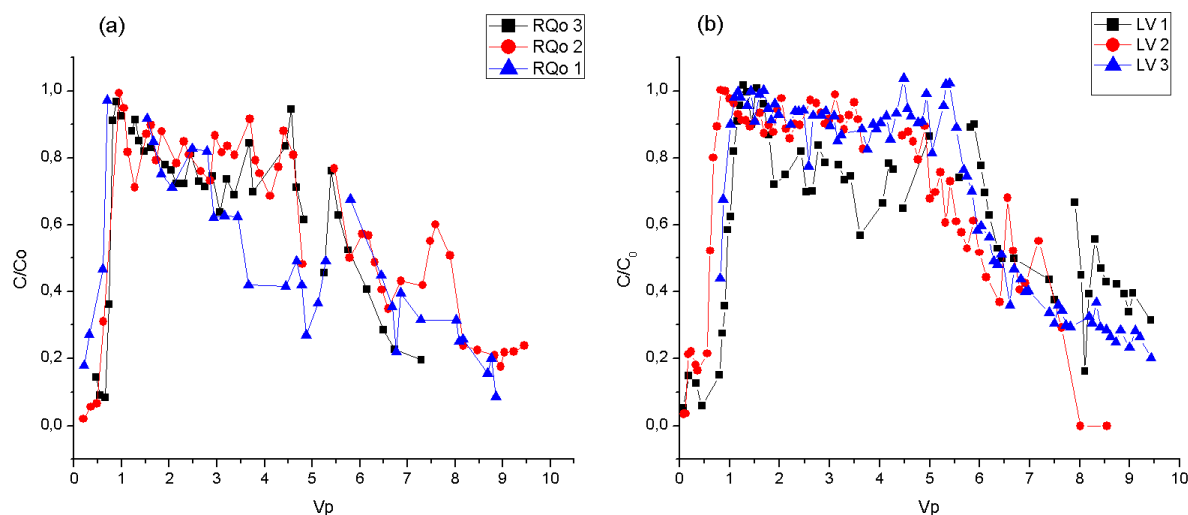 (a)
RQo 3
RQo 2
RQo 1
1,0
0,8
0,6
0,4
0,2
0,0
C/Co
0 1 2 3 4 5 6 7 8 9 10
Vp
(b)
LV 1
LV 2
LV 3
1,0
0,8
0,6
0,4
0,2
0,0
C/C₀
0 1 2 3 4 5 6 7 8 9 10
Vp